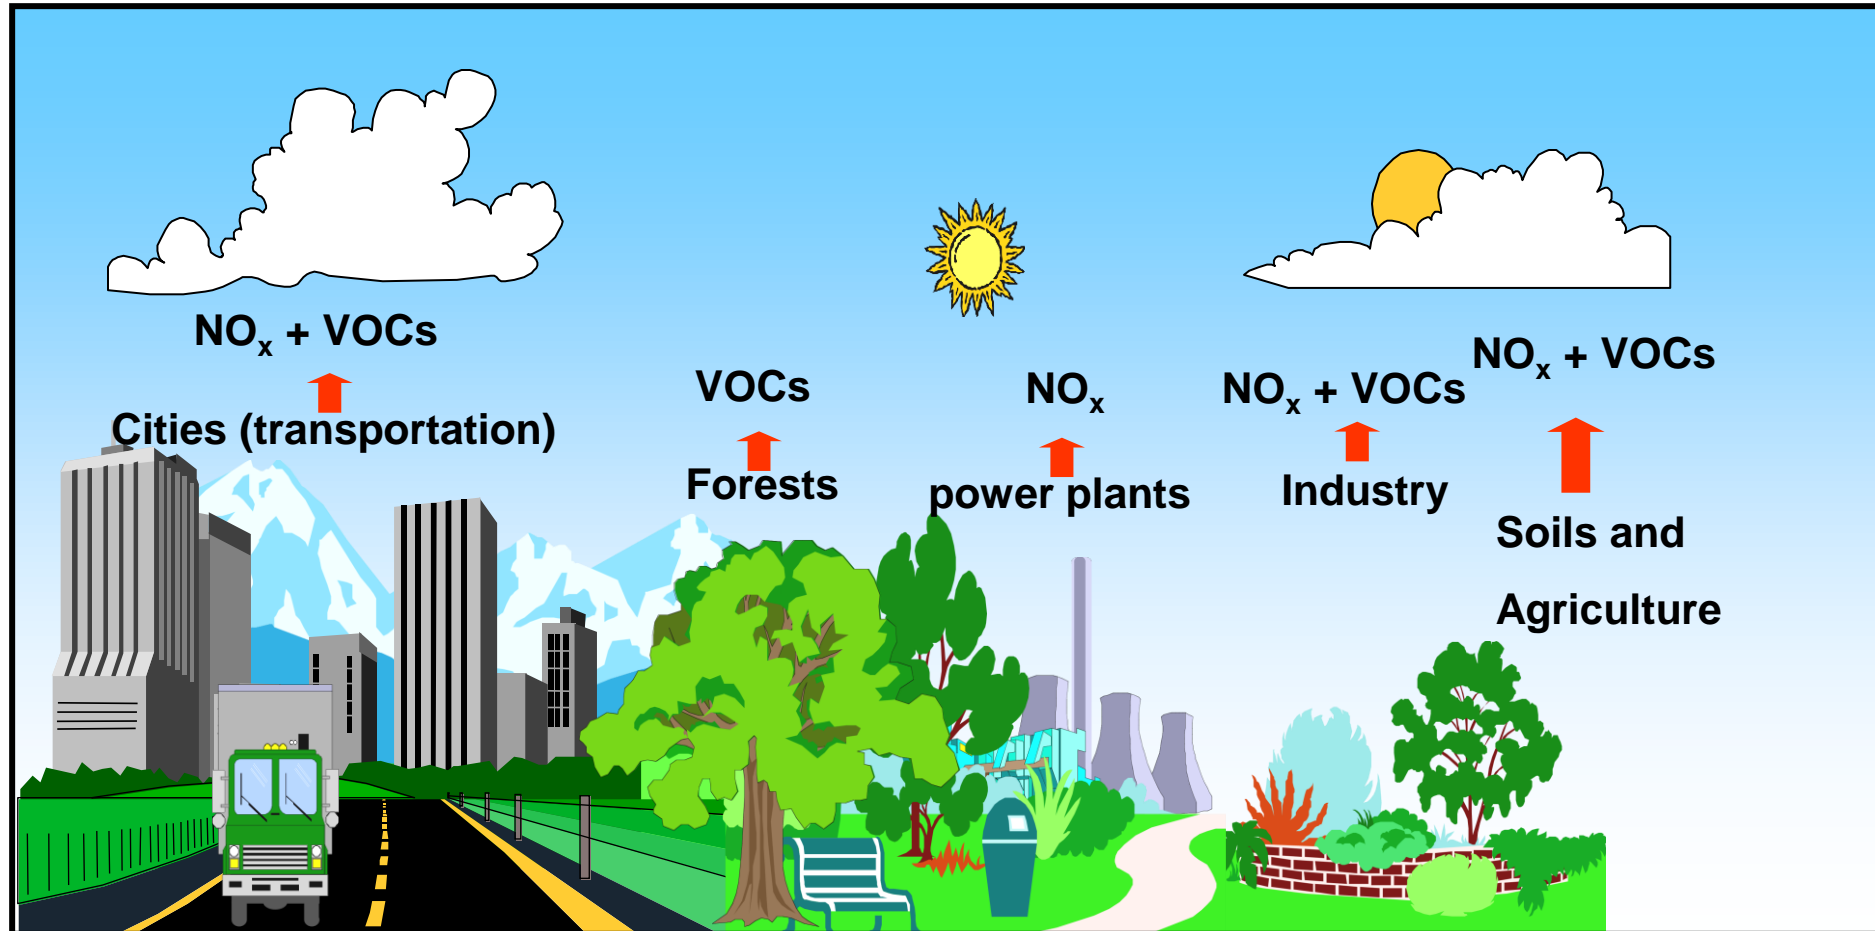 NOx + VOCs
Cities (transportation)
VOCs
Forests
NOx
power plants
NOx + VOCs
Industry
NOx + VOCs
Soils and
Agriculture